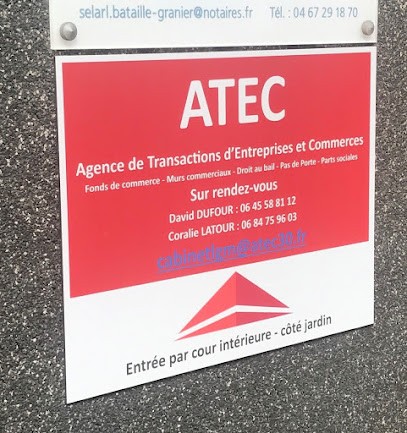 selarl.bataille-granier@notaires.fr Tél. : 04 67 29 18 70
ATEC
Agence de Transactions d'Entreprises et Commerces
Fonds de commerce - Murs commerciaux - Droit au bail - Pas de Porte - Parts sociales
Sur rendez-vous
David DUFOUR : 06 45 58 81 12
Coralie LATOUR : 06 84 75 96 03
Entrée par cour intérieure - côté jardin